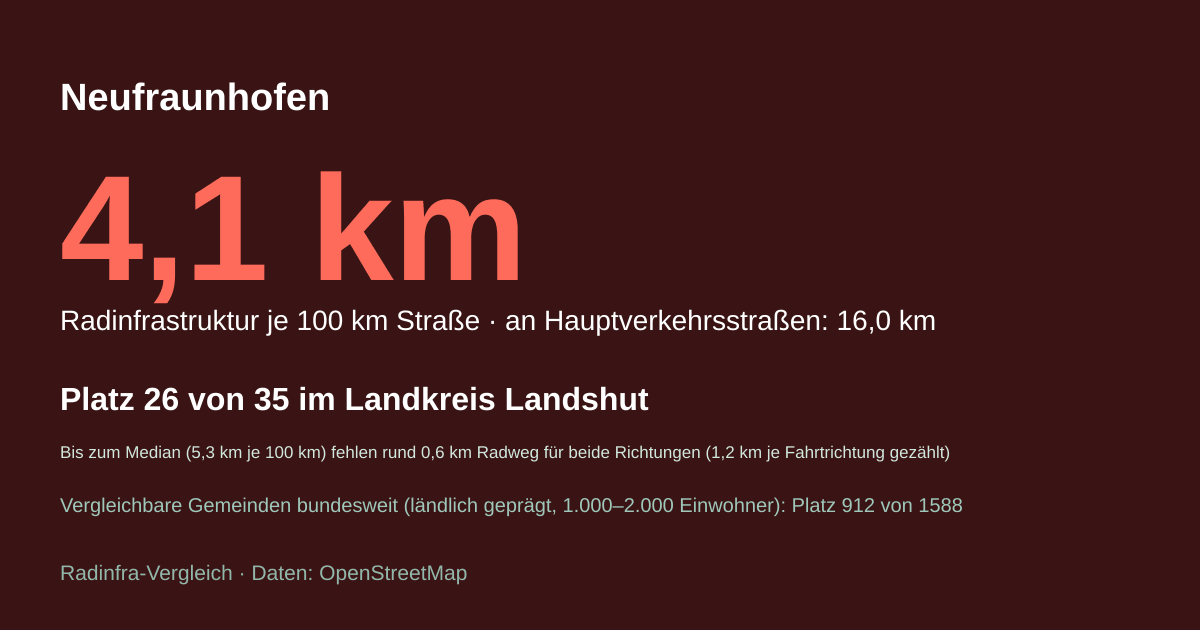 Neufraunhofen
4,1 km
Radinfrastruktur je 100 km Straße · an Hauptverkehrsstraßen: 16,0 km
Platz 26 von 35 im Landkreis Landshut
Bis zum Median (5,3 km je 100 km) fehlen rund 0,6 km Radweg für beide Richtungen (1,2 km je Fahrtrichtung gezählt)
Vergleichbare Gemeinden bundesweit (ländlich geprägt, 1.000–2.000 Einwohner): Platz 912 von 1588
Radinfra-Vergleich · Daten: OpenStreetMap